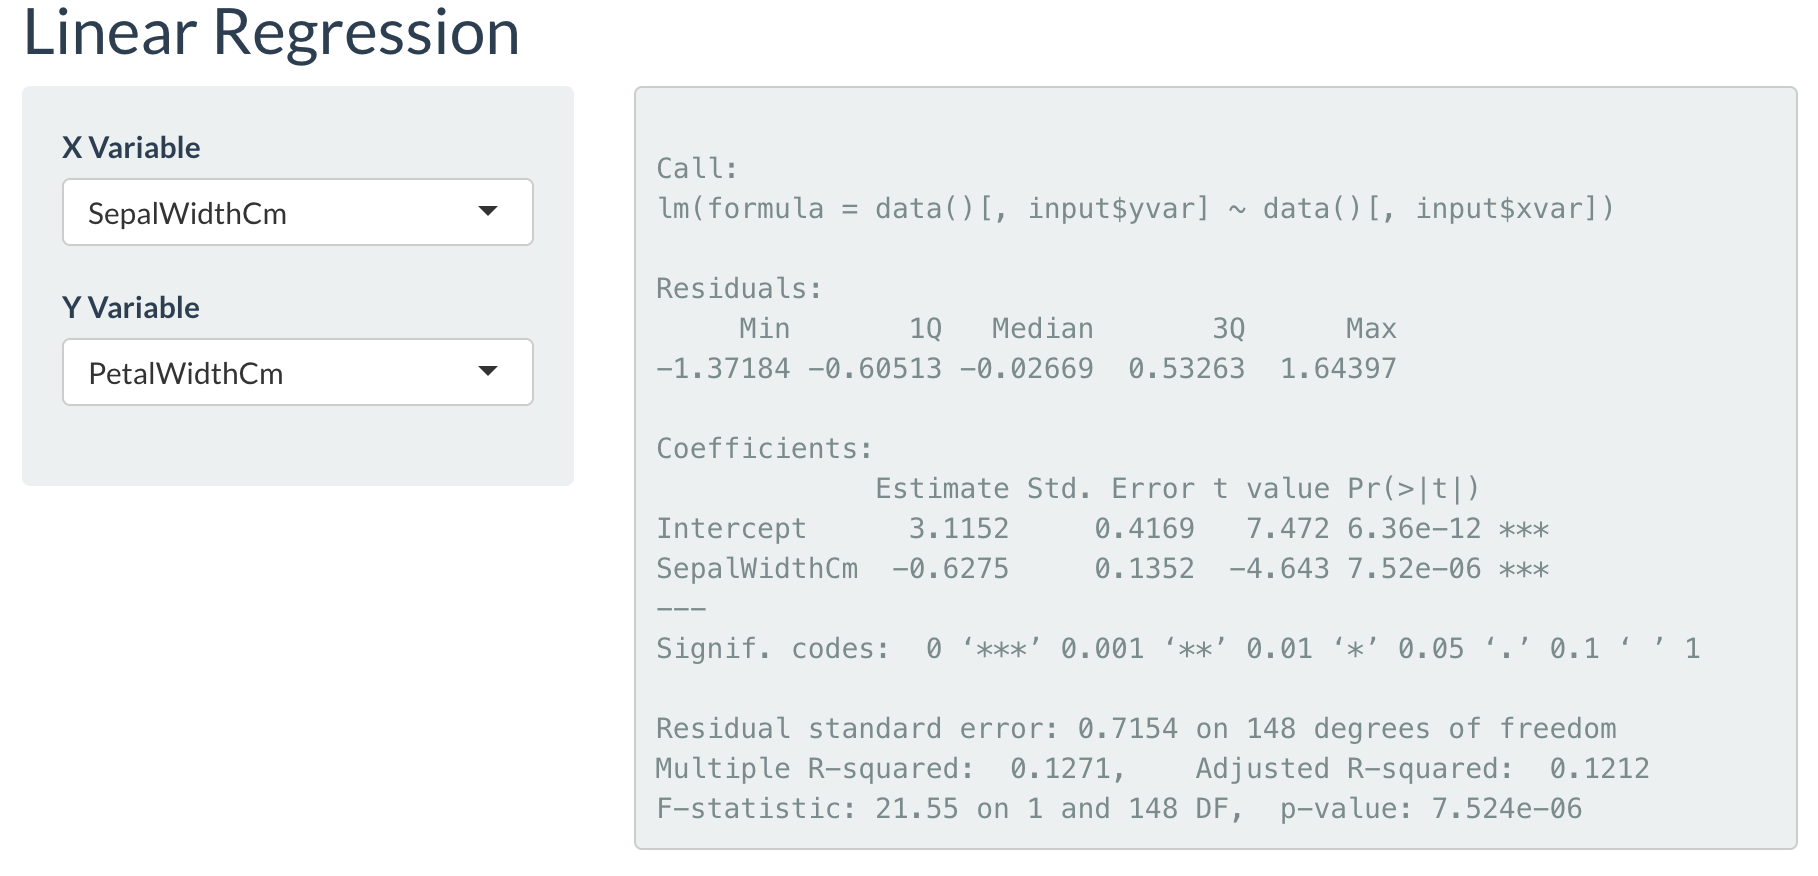 Linear Regression
X Variable
SepalWidthCm
Y Variable
PetalWidthCm
Call:
lm(formula = data()[, input$yvar] ~ data()[, input$xvar])
Residuals:
     Min       1Q   Median       3Q      Max
-1.37184 -0.60513 -0.02669  0.53263  1.64397
Coefficients:
             Estimate Std. Error t value Pr(>|t|)
Intercept      3.1152     0.4169   7.472 6.36e-12 ***
SepalWidthCm  -0.6275     0.1352  -4.643 7.52e-06 ***
---
Signif. codes:  0 ‘***’ 0.001 ‘**’ 0.01 ‘*’ 0.05 ‘.’ 0.1 ‘ ’ 1
Residual standard error: 0.7154 on 148 degrees of freedom
Multiple R-squared:  0.1271,    Adjusted R-squared:  0.1212
F-statistic: 21.55 on 1 and 148 DF,  p-value: 7.524e-06